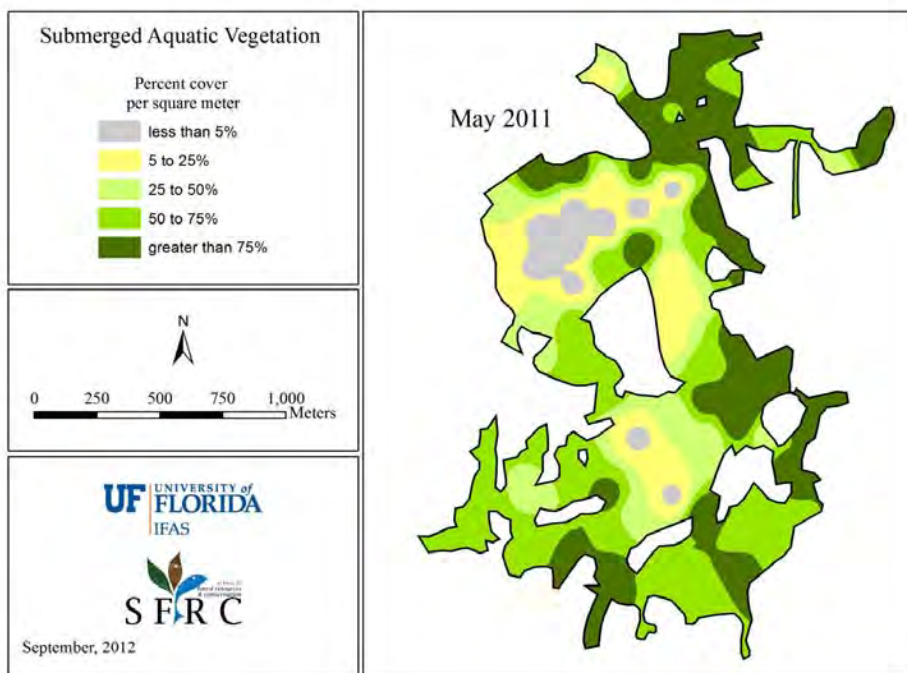 Submerged Aquatic Vegetation
Percent cover
per square meter
less than 5%
5 to 25%
25 to 50%
50 to 75%
greater than 75%
N
0 250 500 750 1,000
Meters
UF UNIVERSITY of
FLORIDA
IFAS
SFRC
September, 2012
May 2011